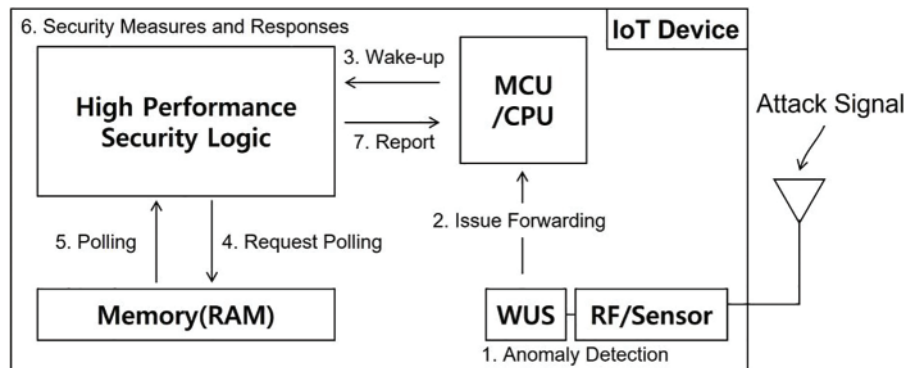 6. Security Measures and Responses
IoT Device
3. Wake-up
High Performance
Security Logic
MCU
/CPU
7. Report
Attack Signal
2. Issue Forwarding
5. Polling
4. Request Polling
Memory(RAM)
WUS
RF/Sensor
1. Anomaly Detection